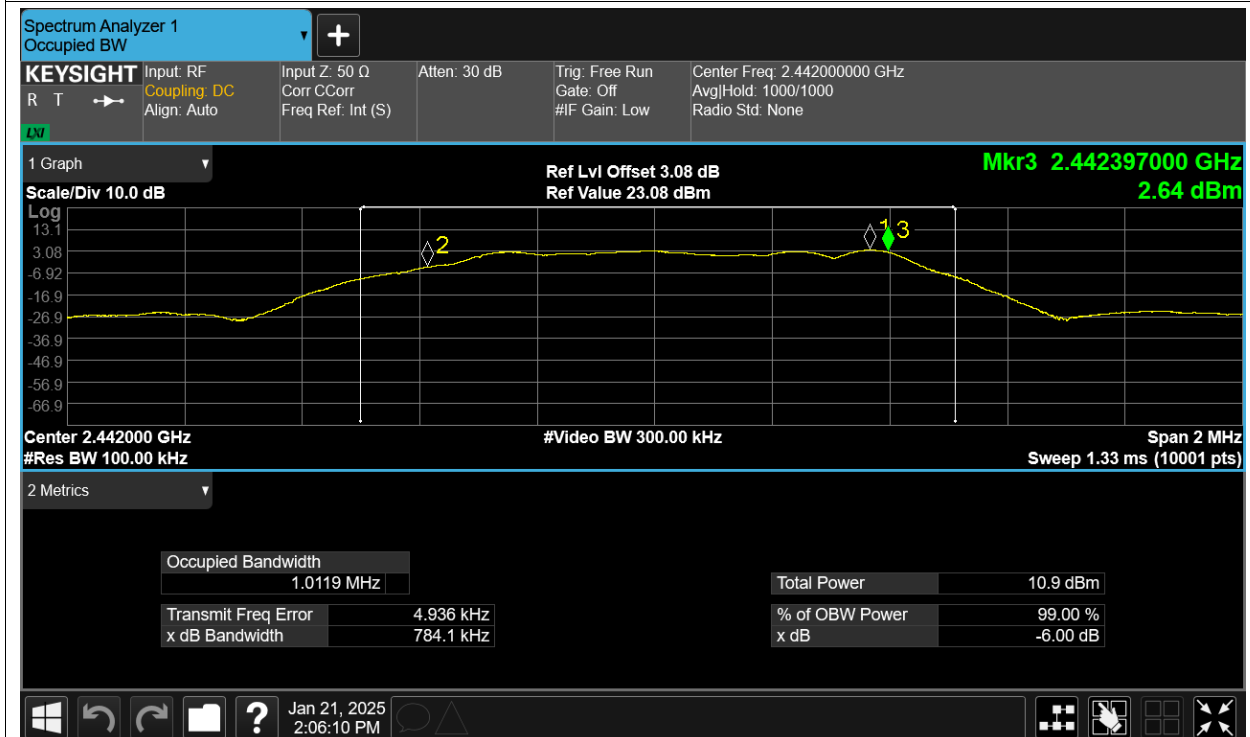 Spectrum Analyzer 1
Occupied BW
+
KEYSIGHT
R T
LXI
Input: RF
Coupling: DC
Align: Auto
Input Z: 50 Ω
Corr CCorr
Freq Ref: Int (S)
Atten: 30 dB
Trig: Free Run
Gate: Off
#IF Gain: Low
Center Freq: 2.442000000 GHz
Avg|Hold: 1000/1000
Radio Std: None
1 Graph
Scale/Div 10.0 dB
Ref Lvl Offset 3.08 dB
Ref Value 23.08 dBm
Mkr3 2.442397000 GHz
2.64 dBm
Log
13.1
3.08
-6.92
-16.9
-26.9
-36.9
-46.9
-56.9
-66.9
2
1
3
Center 2.442000 GHz
#Res BW 100.00 kHz
#Video BW 300.00 kHz
Span 2 MHz
Sweep 1.33 ms (10001 pts)
2 Metrics
Occupied Bandwidth
1.0119 MHz
Transmit Freq Error 4.936 kHz
x dB Bandwidth 784.1 kHz
Total Power 10.9 dBm
% of OBW Power 99.00 %
x dB -6.00 dB
?
Jan 21, 2025
2:06:10 PM